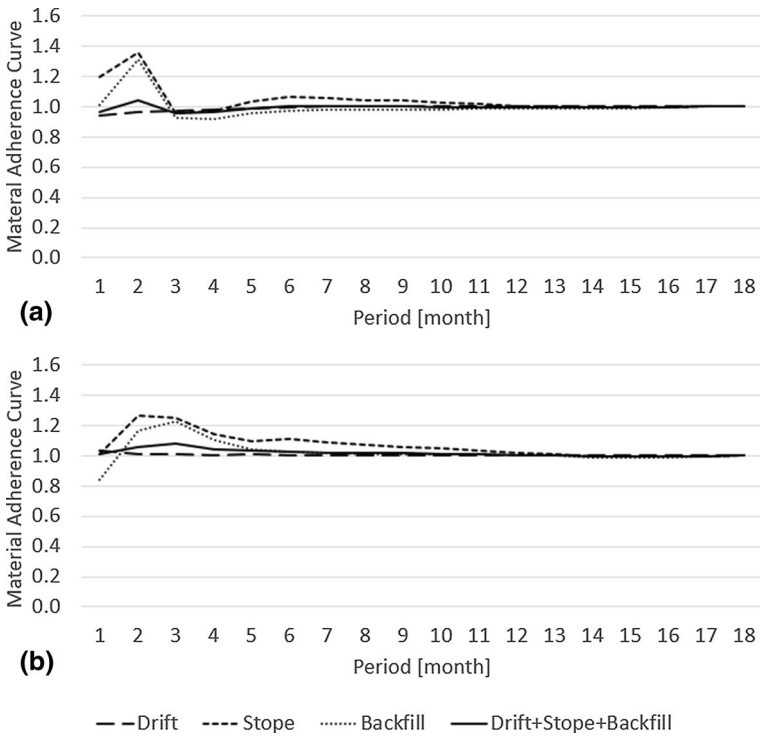 1.6
1.4
1.2
1.0
0.8
0.6
0.4
0.2
0.0
Materal Adherence Curve
1 2 3 4 5 6 7 8 9 10 11 12 13 14 15 16 17 18
(a)
Period [month]
1.6
1.4
1.2
1.0
0.8
0.6
0.4
0.2
0.0
Material Adherence Curve
1 2 3 4 5 6 7 8 9 10 11 12 13 14 15 16 17 18
(b)
Period [month]
Drift Stope Backfill Drift+Stope+Backfill